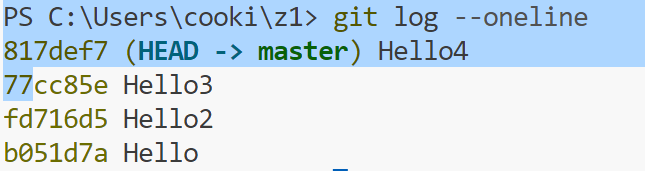 PS C:\Users\cooki\z1> git log --oneline
817def7 (HEAD -> master) Hello4
77cc85e Hello3
fd716d5 Hello2
b051d7a Hello